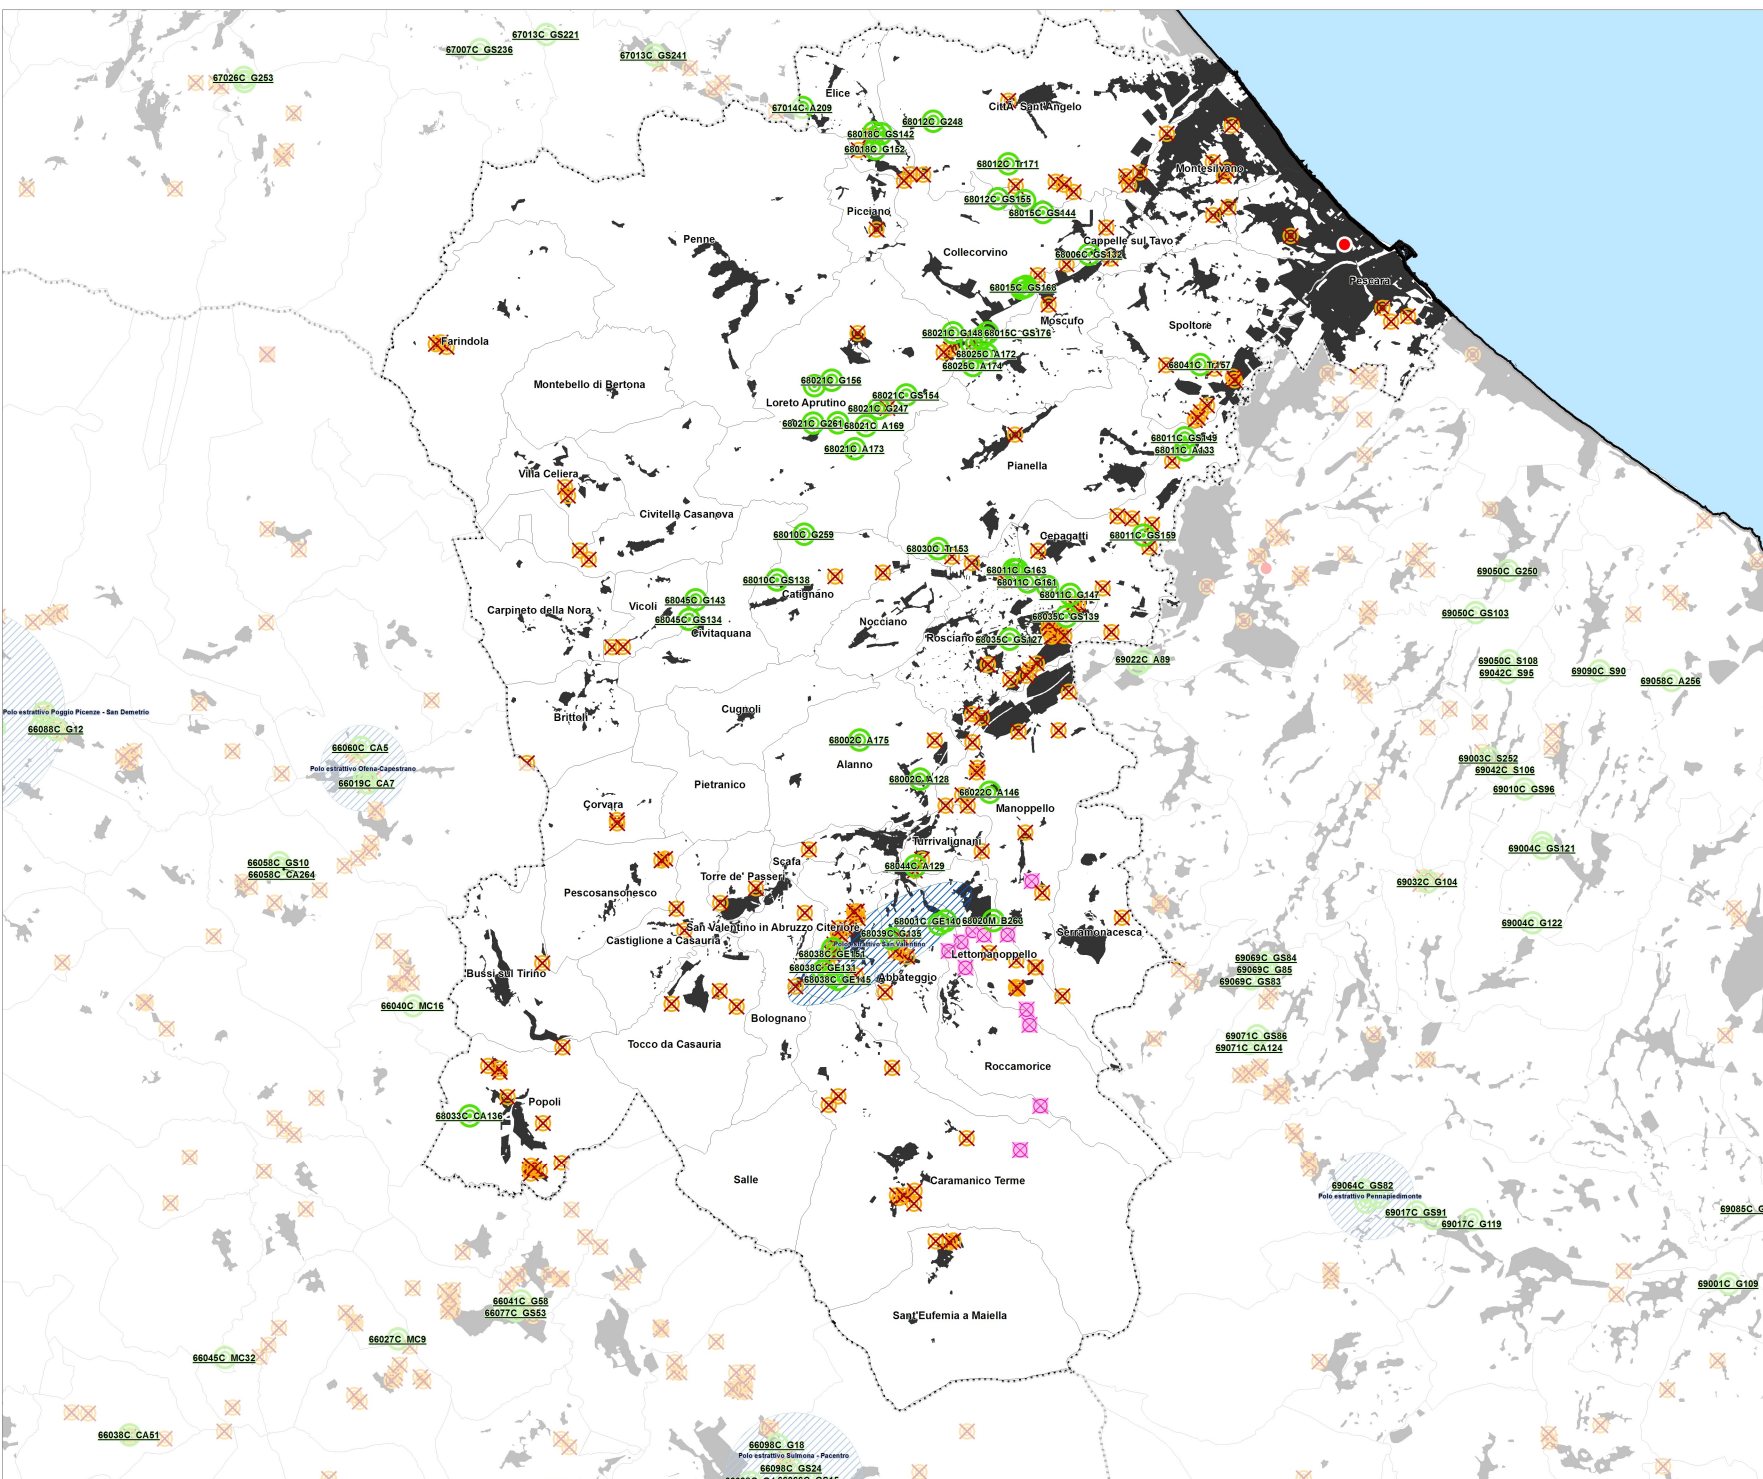 67013C_GS221
67007C_GS236
67013C_GS241
67026C_G253
Elice
67014C_A209
CittÀ Sant'Angelo
68012C_G248
68018C_GS142
68018C_G152
68012C_Tr171
Montesilvano
68012C_GS155
Picciano
68015C_GS144
Penne
Cappelle sul Tavo
Collecorvino
68006C_GS132
Pescara
68015C_GS166
Moscufo
Spoltore
68021C_G148
68015C_GS176
Farindola
68025C_A172
68025C_A174
68041C_Tr157
68021C_G156
Montebello di Bertona
68021C_GS154
Loreto Aprutino
68021C_G247
68021C_G261
68021C_A169
68011C_GS149
68021C_A173
68011C_A133
Pianella
Villa Celiera
Civitella Casanova
68010C_G259
Cepagatti
68011C_GS159
68030C_Tr153
68011C_G163
69050C_G250
68010C_GS138
68011C_G161
Catignano
68011C_G147
68045C_G143
Vicoli
Carpineto della Nora
69050C_GS103
68045C_GS134
68035C_GS139
Nocciano
Civitaquana
Rosciano
68035C_GS127
69022C_A89
69050C_S108
69042C_S95
69090C_S90
69058C_A256
Polo estrattivo Poggio Picenze - San Demetrio
Cugnoli
Brittoli
66088C_G12
68002C_A175
66060C_CA5
69003C_S252
Alanno
Polo estrattivo Ofena-Capestrano
69042C_S106
68002C_A128
66019C_CA7
Pietranico
69010C_GS96
68022C_A146
Corvara
Manoppello
Turrivalignani
69004C_GS121
Scafa
66058C_GS10
68044C_A129
66058C_CA264
Torre de' Passeri
69032C_G104
Pescosansonesco
68001C_GE140
68020M_B263
69004C_G122
San Valentino in Abruzzo Citeriore
68039C_G135
Serramonacesca
Castiglione a Casauria
Polo estrattivo San Valentino
68038C_GE151
Lettomanoppello
69069C_GS84
68038C_GE131
69069C_G85
Bussi sul Tirino
68038C_GE145
Abbateggio
69069C_GS83
66040C_MC16
Bolognano
69071C_GS86
Tocco da Casauria
69071C_CA124
Roccamorice
Popoli
68033C_CA136
Salle
Caramanico Terme
69064C_GS82
Polo estrattivo Pennapiedimonte
69017C_GS91
69017C_G119
69085C_G
69001C_G109
66041C_G58
66077C_GS53
Sant'Eufemia a Maiella
66027C_MC9
66045C_MC32
66038C_CA51
66098C_G18
Polo estrattivo Sulmona - Pacentro
66098C_GS24